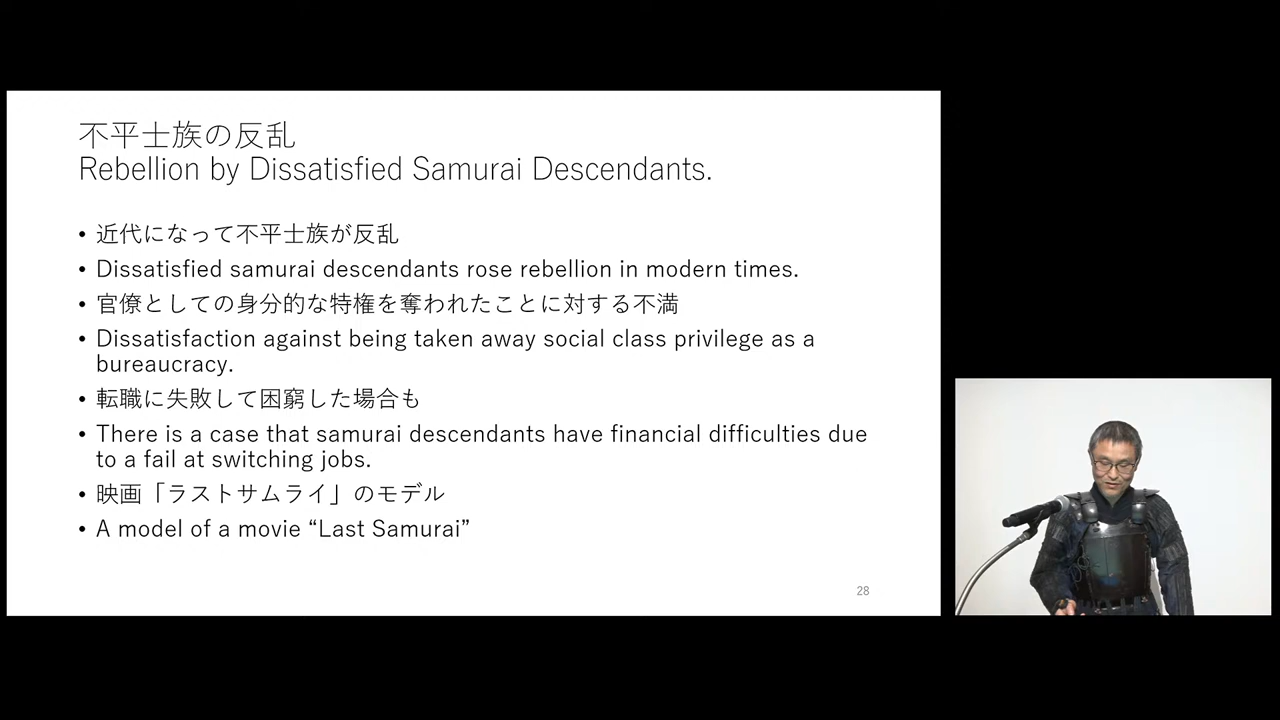 不平士族の反乱
Rebellion by Dissatisfied Samurai Descendants.
• 近代になって不平士族が反乱
• Dissatisfied samurai descendants rose rebellion in modern times.
• 官僚としての身分的な特権を奪われたことに対する不満
• Dissatisfaction against being taken away social class privilege as a
bureaucracy.
• 転職に失敗して困窮した場合も
• There is a case that samurai descendants have financial difficulties due
to a fail at switching jobs.
• 映画「ラストサムライ」のモデル
• A model of a movie “Last Samurai”
28